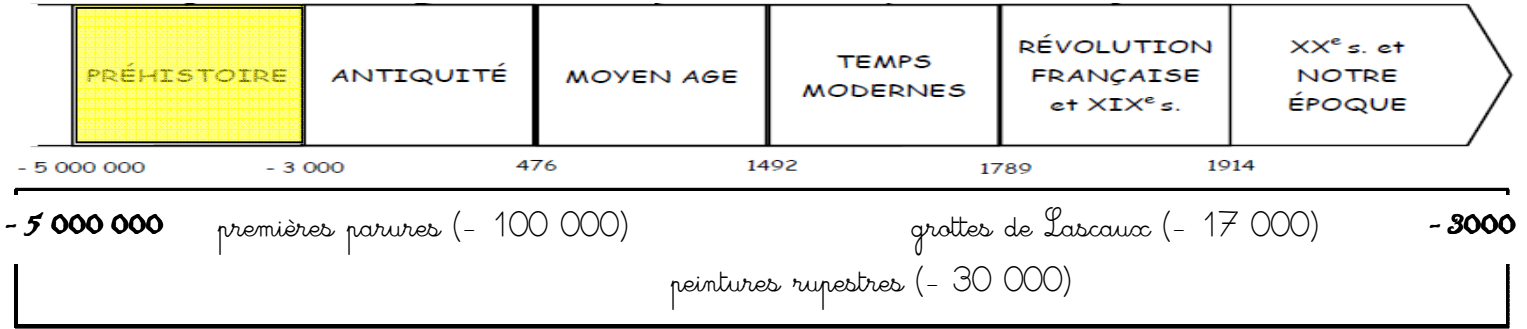 PRÉHISTOIRE
ANTIQUITÉ
MOYEN AGE
TEMPS
MODERNES
RÉVOLUTION
FRANÇAISE
et XIXe s.
XXe s. et
NOTRE
ÉPOQUE
- 5 000 000
- 3 000
476
1492
1789
1914
- 5 000 000 premières parures (- 100 000) grottes de Lascaux (- 17 000) - 3000
peintures rupestres (- 30 000)